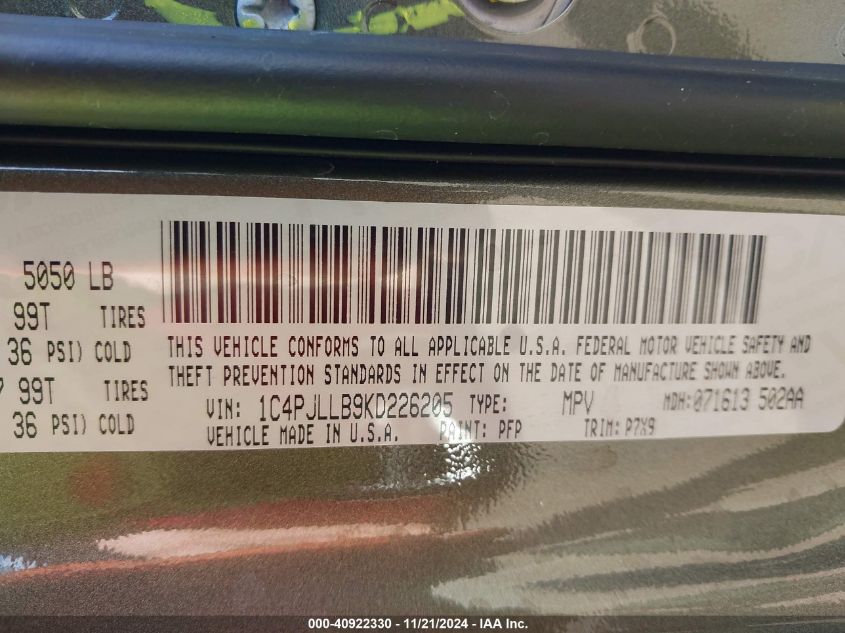 5050 LB
99T TIRES
36 PSI) COLD
99T TIRES
36 PSI) COLD
THIS VEHICLE CONFORMS TO ALL APPLICABLE U.S.A. FEDERAL MOTOR VEHICLE SAFETY AND
THEFT PREVENTION STANDARDS IN EFFECT ON THE DATE OF MANUFACTURE SHOWN ABOVE.
VIN: 1C4PJLLB9KD226205 TYPE: MPV MDH: 071613 502AA
VEHICLE MADE IN U.S.A. PAINT: PFP TRIM: P7X9
000-40922330 - 11/21/2024 - IAA Inc.